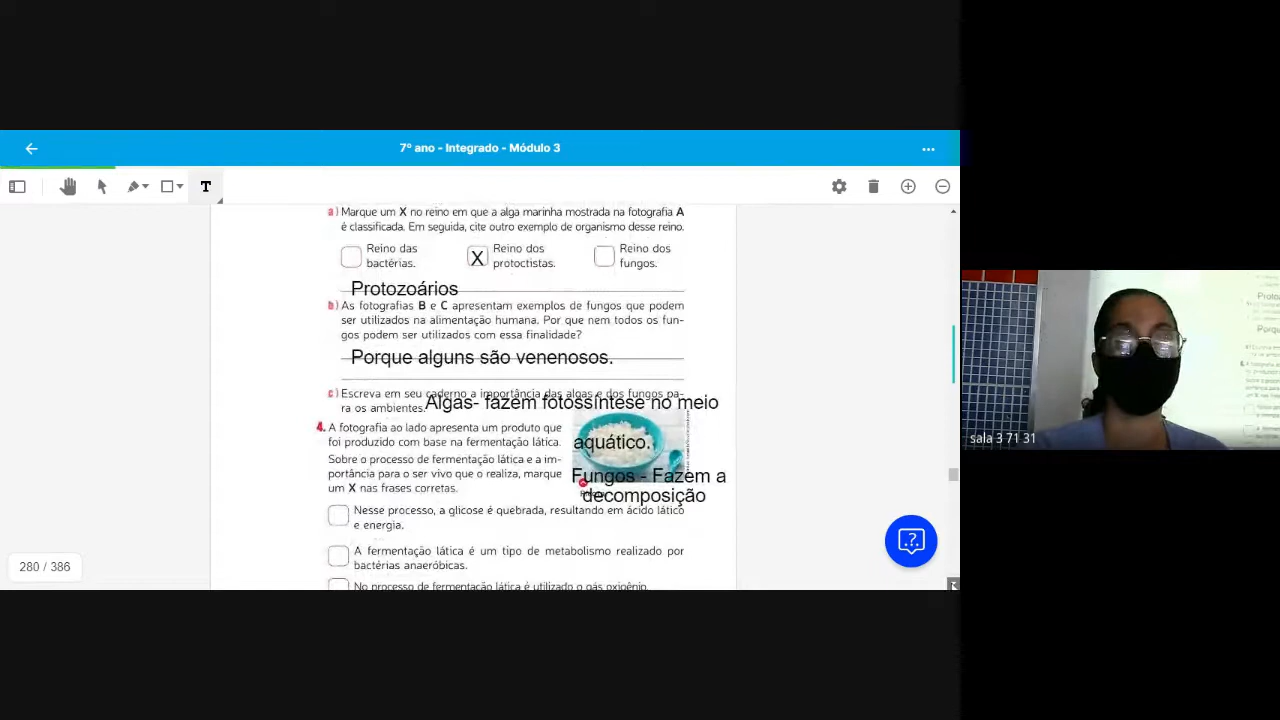 7º ano - Integrado - Módulo 3
...
T
a) Marque um X no reino em que a alga marinha mostrada na fotografia A
é classificada. Em seguida, cite outro exemplo de organismo desse reino.
Reino das
bactérias.
X
Reino dos
protoctistas.
Reino dos
fungos.
Protozoários
b) As fotografias B e C apresentam exemplos de fungos que podem
ser utilizados na alimentação humana. Por que nem todos os fun-
gos podem ser utilizados com essa finalidade?
Porque alguns são venenosos.
c) Escreva em seu caderno a importância das algas e dos fungos pa-
ra os ambientes.
Algas- fazem fotossíntese no meio
aquático.
Fungos - Fazem a
decomposição
4. A fotografia ao lado apresenta um produto que
foi produzido com base na fermentação lática.
Sobre o processo de fermentação lática e a im-
portância para o ser vivo que o realiza, marque
um X nas frases corretas.
Nesse processo, a glicose é quebrada, resultando em ácido lático
e energia.
A fermentação lática é um tipo de metabolismo realizado por
bactérias anaeróbicas.
No processo de fermentação lática é utilizado o gás oxigênio.
280 / 386
sala 3 71 31